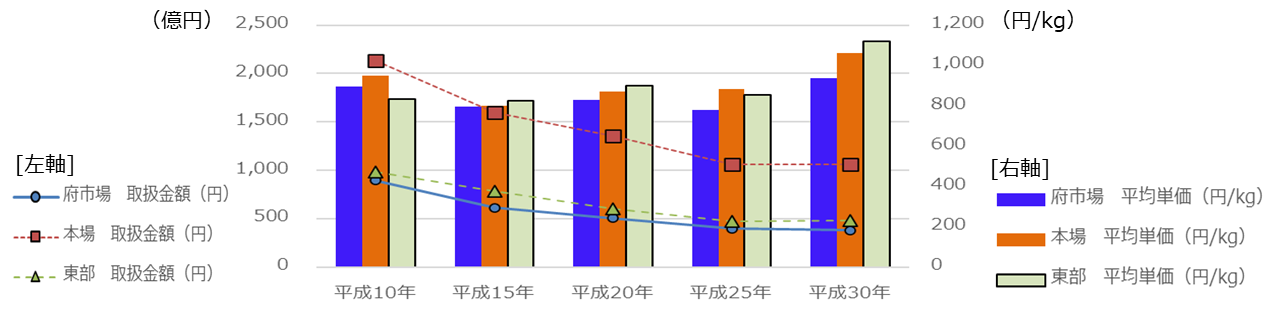 （億円）
2,500
2,000
1,500
1,000
500
0
[左軸]
府市場　取扱金額（円）
本場　取扱金額（円）
東部　取扱金額（円）
平成10年 平成15年 平成20年 平成25年 平成30年
（円/kg）
1,200
1,000
800
600
400
200
0
[右軸]
府市場　平均単価（円/kg）
本場　平均単価（円/kg）
東部　平均単価（円/kg）